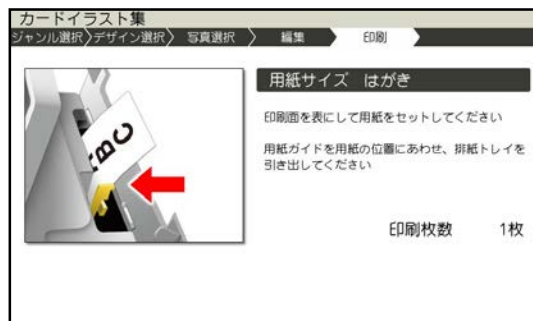 カードイラスト集
ジャンル選択〉デザイン選択〉 写真選択 〉 編集 印刷
用紙サイズ はがき
ABC
印刷面を表にして用紙をセットしてください
用紙ガイドを用紙の位置にあわせ、排紙トレイを
引き出してください
印刷枚数 1枚